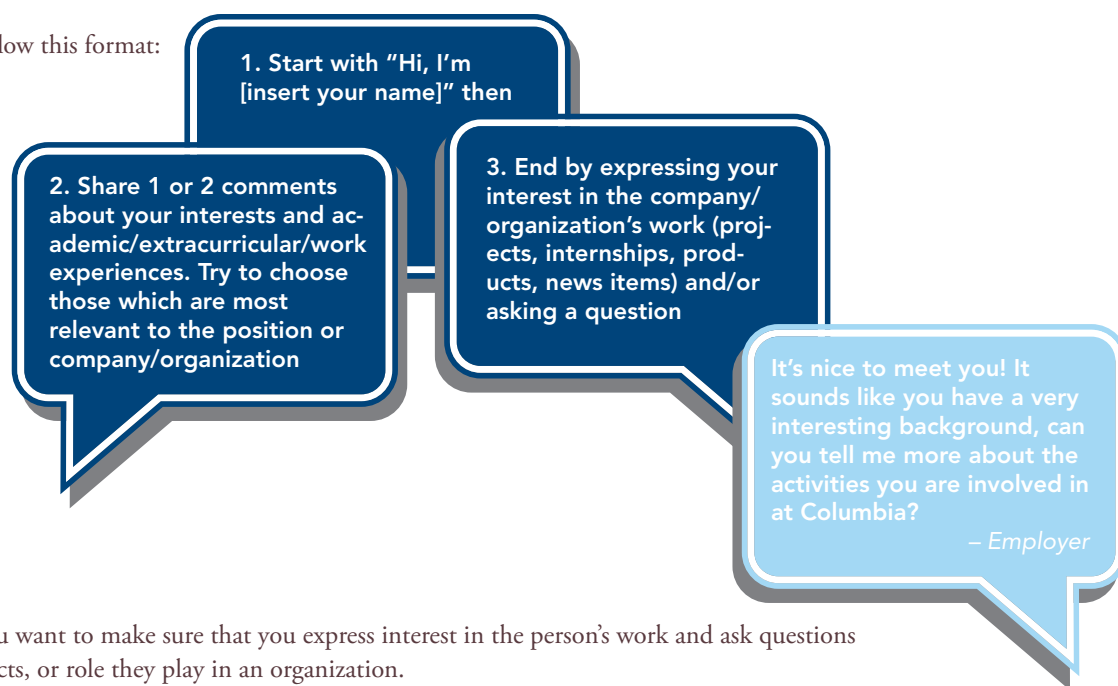 low this format:
1. Start with “Hi, I’m
[insert your name]” then
2. Share 1 or 2 comments
about your interests and ac-
ademic/extracurricular/work
experiences. Try to choose
those which are most
relevant to the position or
company/organization
3. End by expressing your
interest in the company/
organization’s work (proj-
ects, internships, prod-
ucts, news items) and/or
asking a question
It’s nice to meet you! It
sounds like you have a very
interesting background, can
you tell me more about the
activities you are involved in
at Columbia?
– Employer
u want to make sure that you express interest in the person’s work and ask questions
cts, or role they play in an organization.